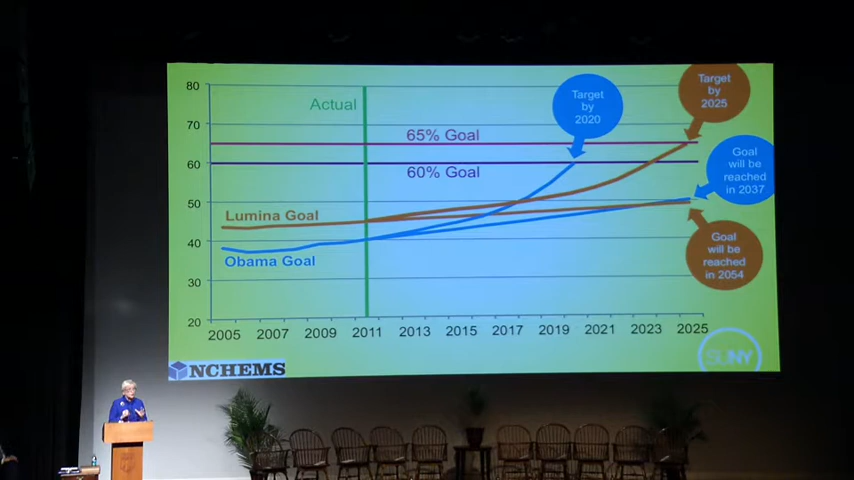 80
70
60
50
40
30
20
Actual
65% Goal
60% Goal
Target
by
2020
Target
by
2025
Goal
will be
reached
in 2037
Goal
will be
reached
in 2054
Lumina Goal
Obama Goal
2005 2007 2009 2011 2013 2015 2017 2019 2021 2023 2025
NCHEMS
SUNY